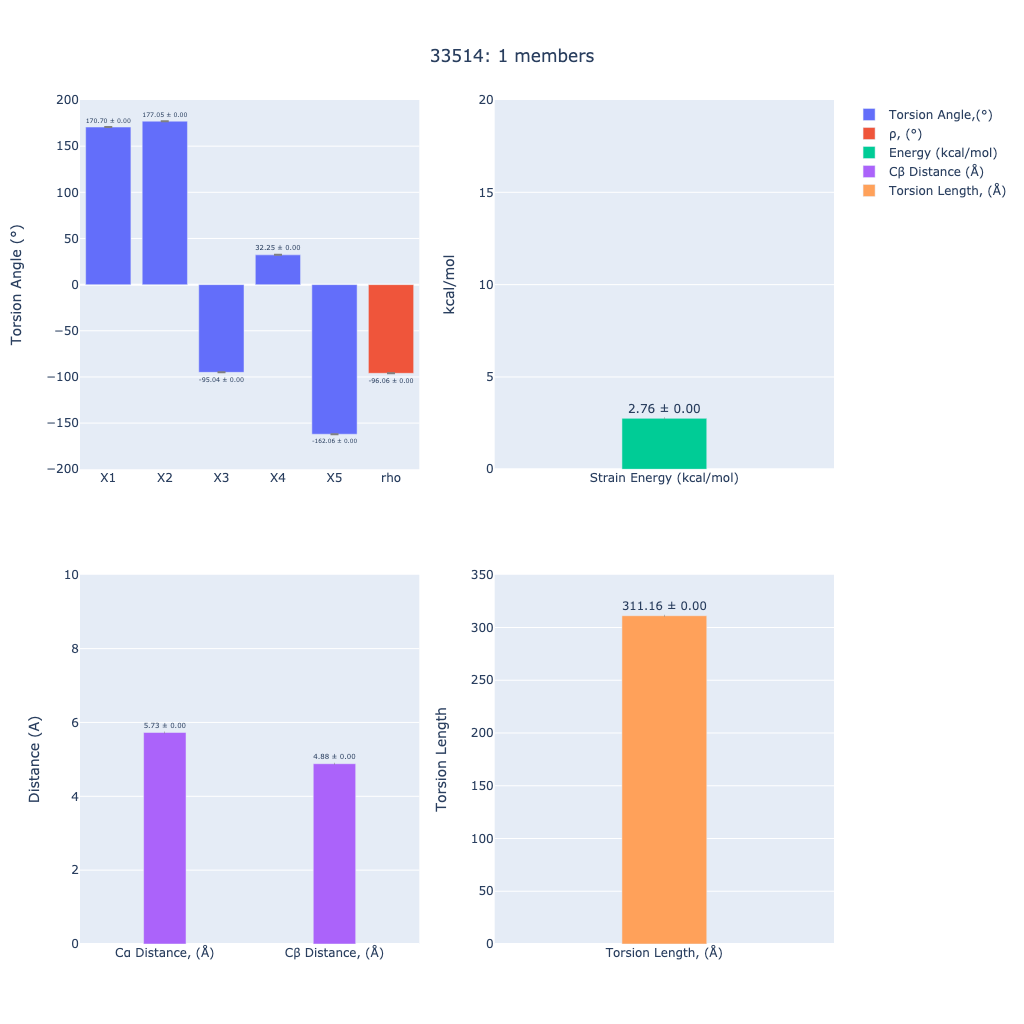 33514: 1 members
200
150
100
50
0
−50
−100
−150
−200
Torsion Angle (°)
170.70 ± 0.00
177.05 ± 0.00
-95.04 ± 0.00
32.25 ± 0.00
-162.06 ± 0.00
-96.06 ± 0.00
X1 X2 X3 X4 X5 rho
20
15
10
5
0
kcal/mol
2.76 ± 0.00
Strain Energy (kcal/mol)
Torsion Angle,(°)
ρ, (°)
Energy (kcal/mol)
Cβ Distance (Å)
Torsion Length, (Å)
10
8
6
4
2
0
Distance (A)
5.73 ± 0.00
4.88 ± 0.00
Cα Distance, (Å) Cβ Distance, (Å)
350
300
250
200
150
100
50
0
Torsion Length
311.16 ± 0.00
Torsion Length, (Å)